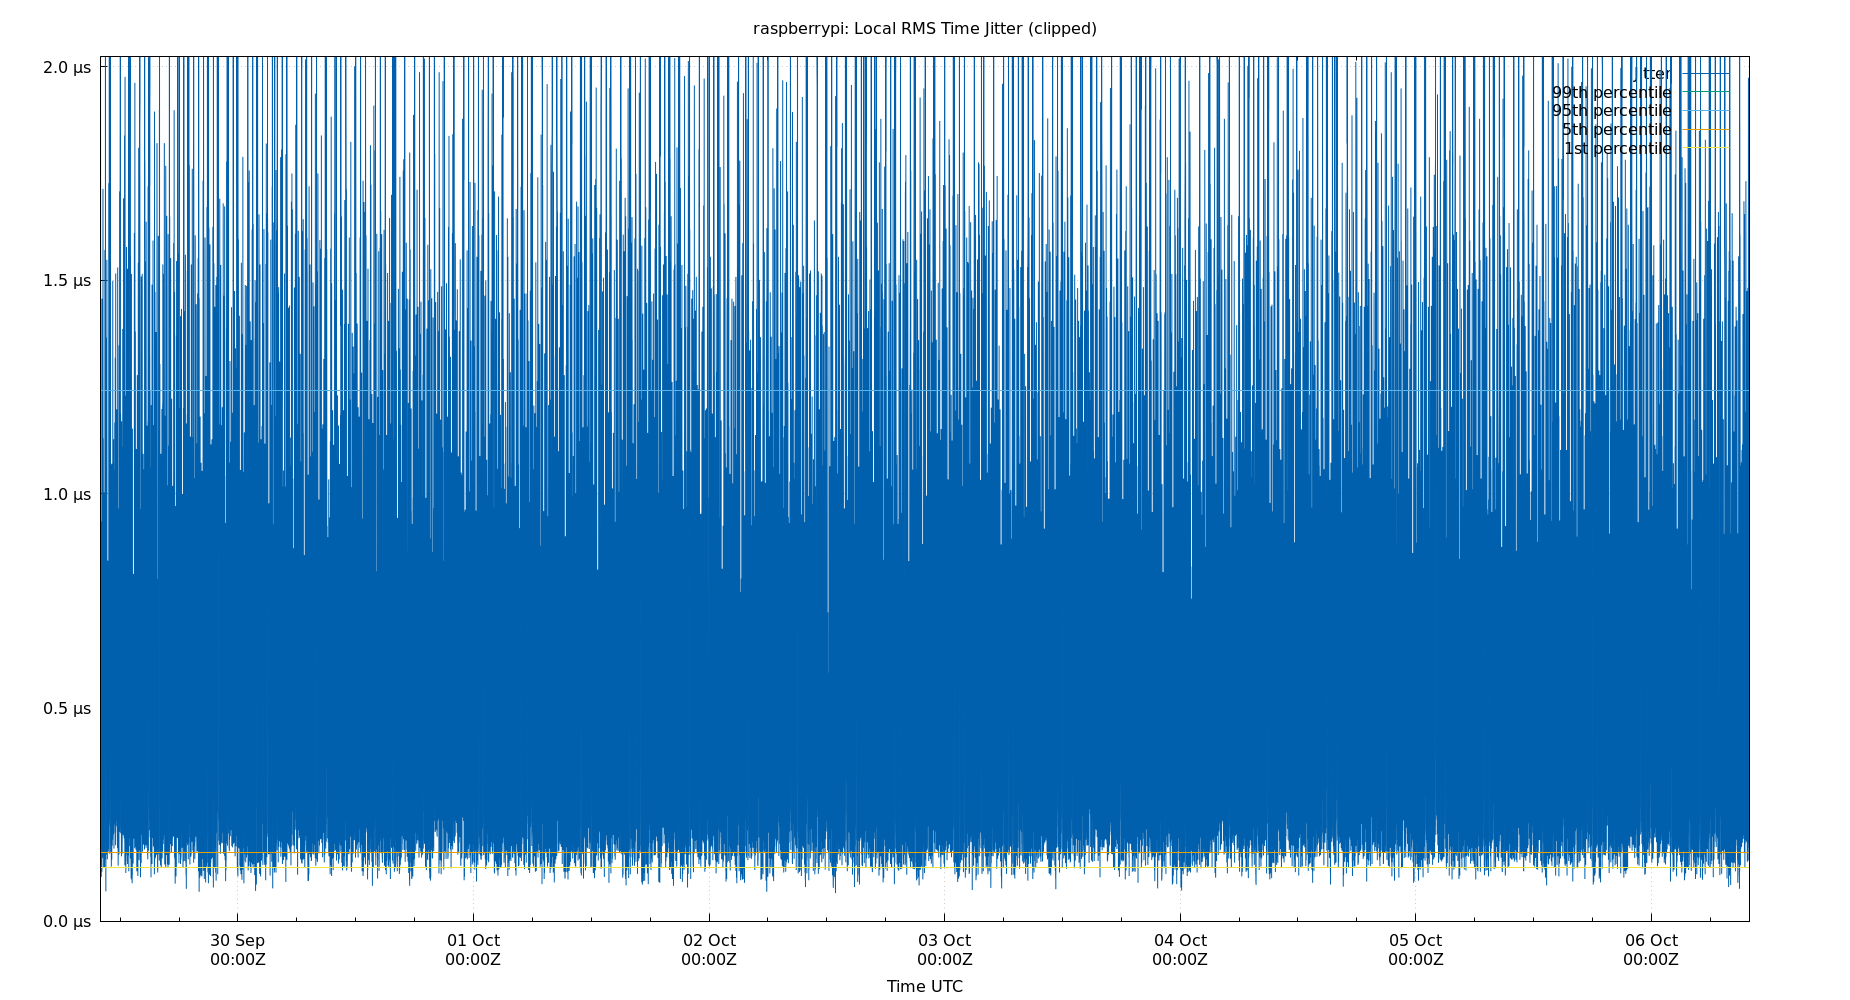 raspberrypi: Local RMS Time Jitter (clipped)
2.0 µs
1.5 µs
1.0 µs
0.5 µs
0.0 µs
jitter
99th percentile
95th percentile
5th percentile
1st percentile
30 Sep 01 Oct 02 Oct 03 Oct 04 Oct 05 Oct 06 Oct
00:00Z 00:00Z 00:00Z 00:00Z 00:00Z 00:00Z 00:00Z
Time UTC